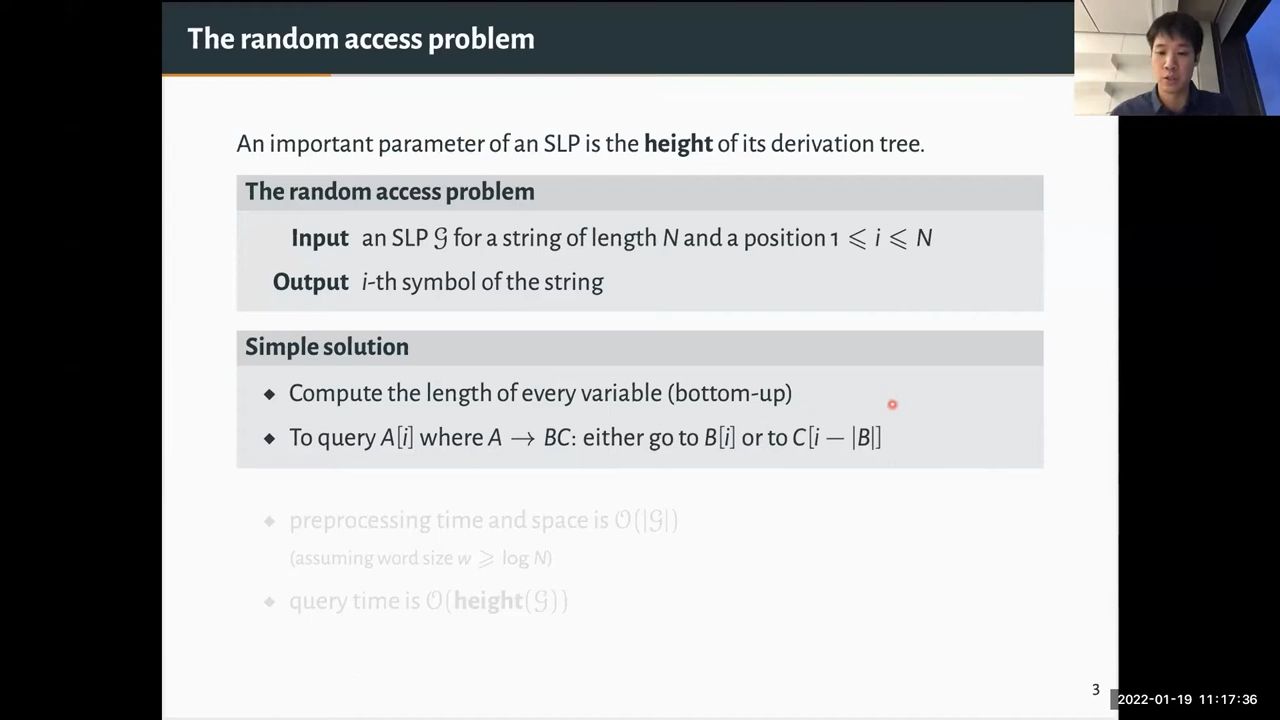 The random access problem
An important parameter of an SLP is the height of its derivation tree.
The random access problem
Input an SLP 𝒢 for a string of length N and a position 1 ⩽ i ⩽ N
Output i-th symbol of the string
Simple solution
◆ Compute the length of every variable (bottom-up)
◆ To query A[i] where A → BC: either go to B[i] or to C[i − |B|]
◆ preprocessing time and space is 𝒪(|𝒢|)
(assuming word size w ⩾ log N)
◆ query time is 𝒪(height(𝒢))
3
2022-01-19 11:17:36